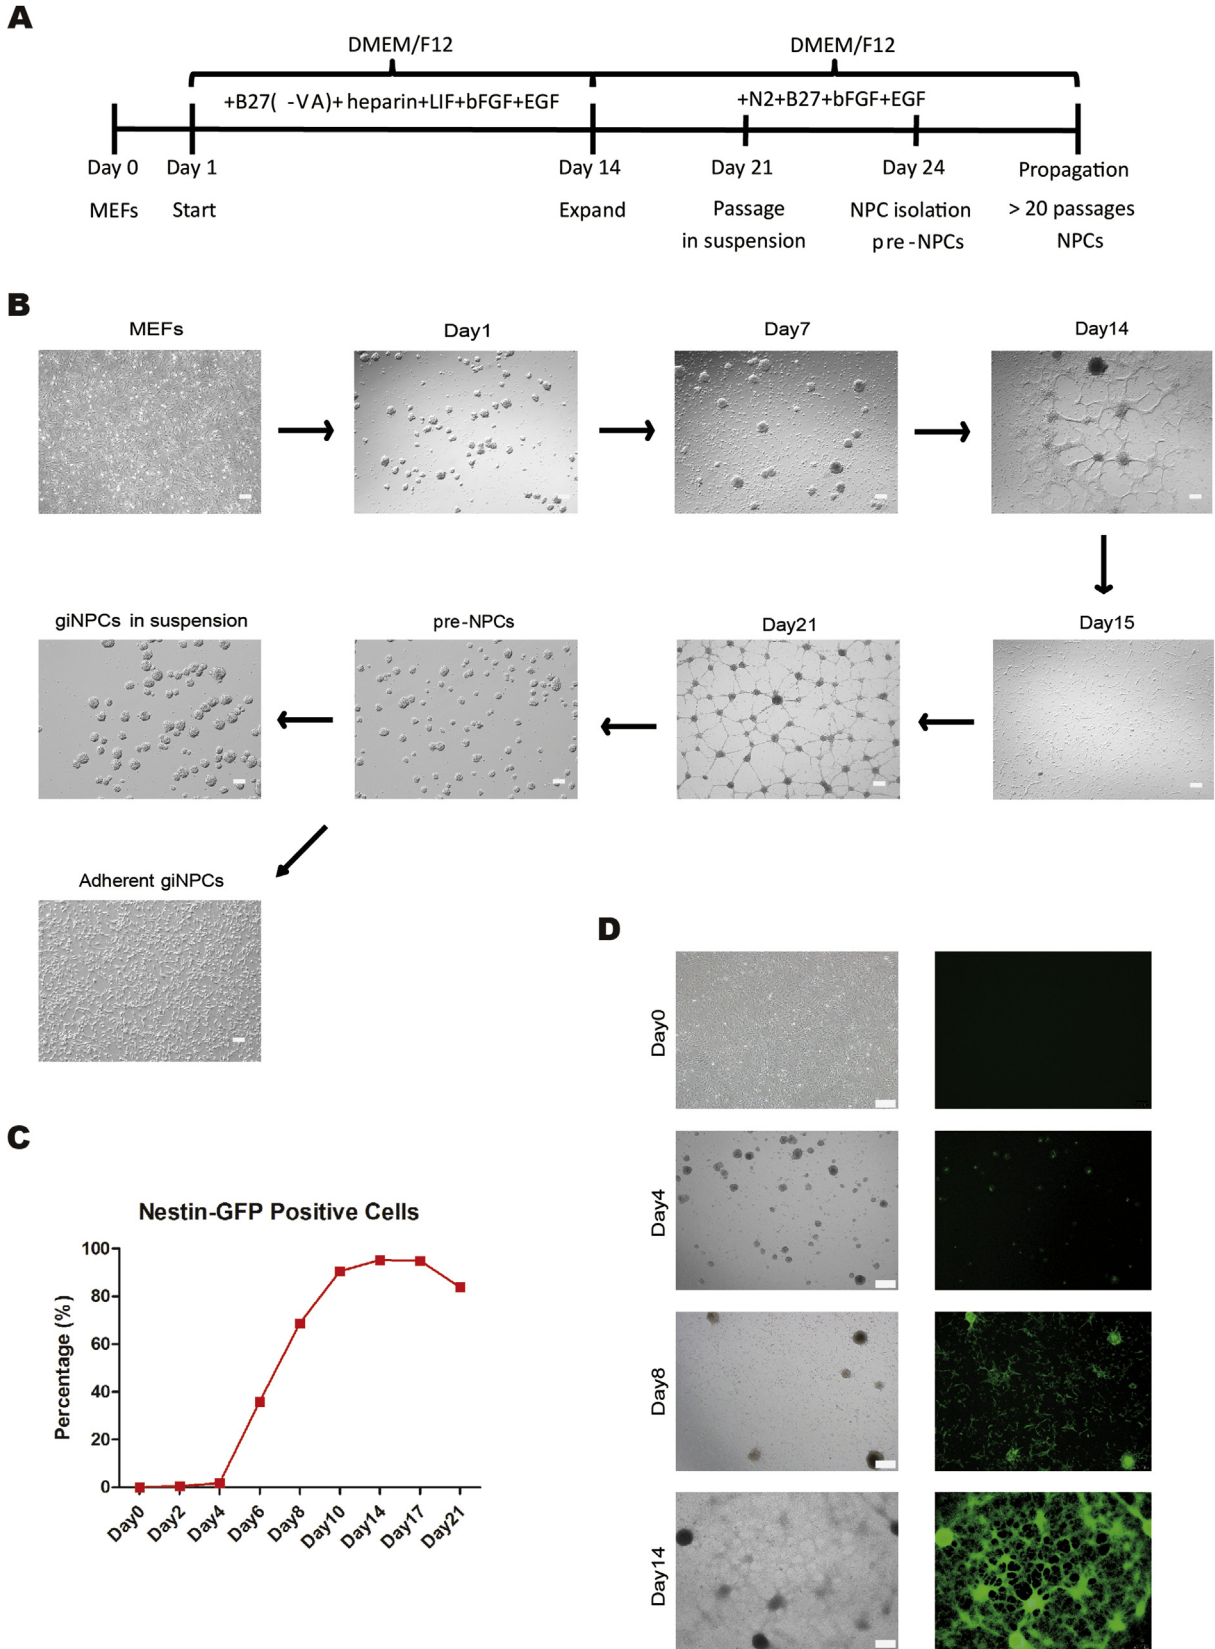 A
DMEM/F12 DMEM/F12
+B27( -VA)+ heparin+LIF+bFGF+EGF +N2+B27+bFGF+EGF
Day 0 Day 1 Day 14 Day 21 Day 24 Propagation
MEFs Start Expand Passage NPC isolation > 20 passages
in suspension pre-NPCs NPCs
B
MEFs Day1 Day7 Day14
giNPCs in suspension pre-NPCs Day21 Day15
Adherent giNPCs
D
Day0
Day4
Day8
Day14
C
Nestin-GFP Positive Cells
Percentage (%)
100
80
60
40
20
0
Day0 Day2 Day4 Day6 Day8 Day10 Day14 Day17 Day21